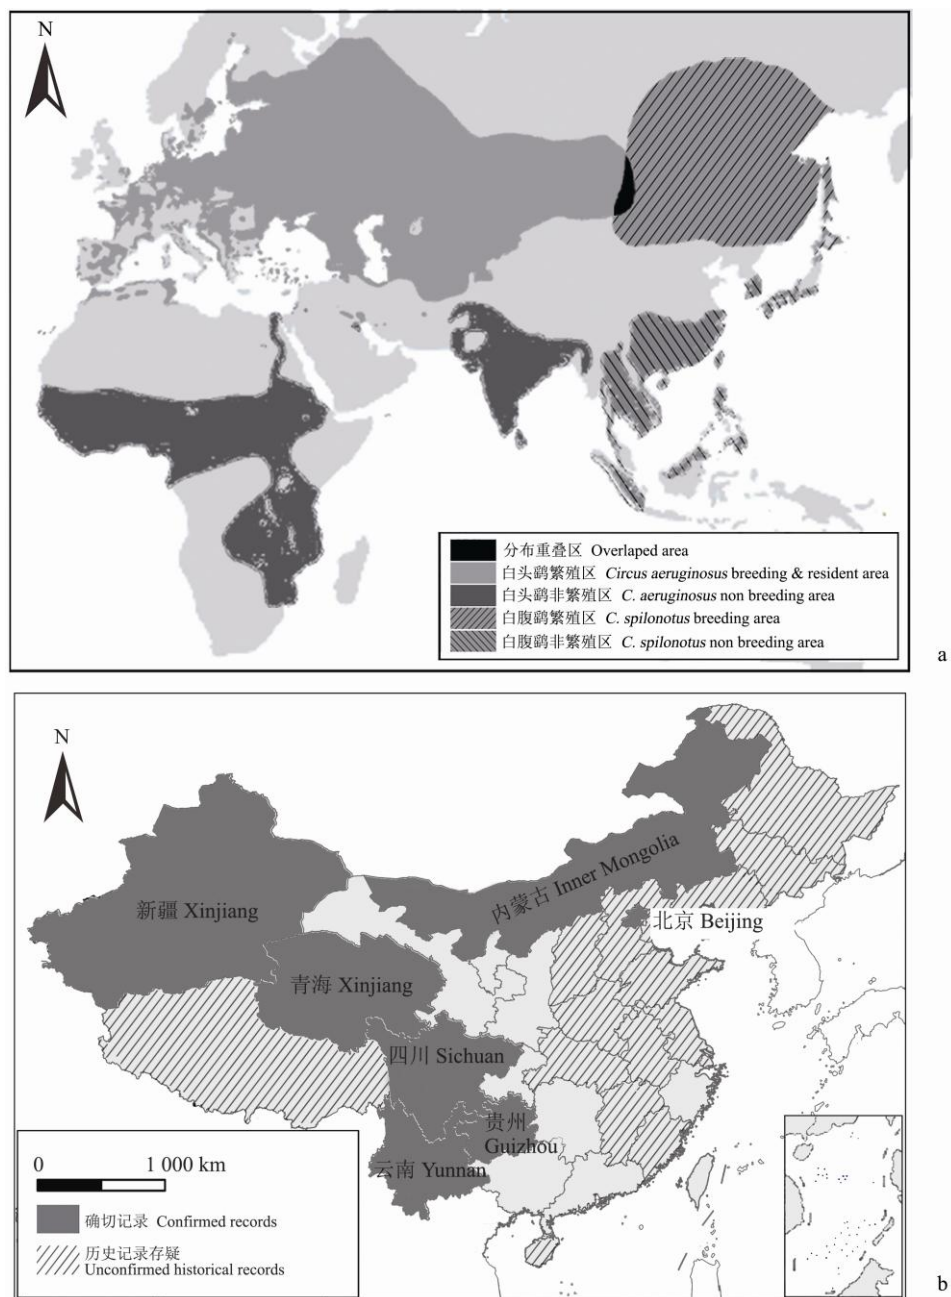 N
分布重叠区 Overlaped area
白头鹞繁殖区 Circus aeruginosus breeding & resident area
白头鹞非繁殖区 C. aeruginosus non breeding area
白腹鹞繁殖区 C. spilonotus breeding area
白腹鹞非繁殖区 C. spilonotus non breeding area
a
N
内蒙古 Inner Mongolia
新疆 Xinjiang
北京 Beijing
青海 Xinjiang
四川 Sichuan
贵州
Guizhou
云南 Yunnan
0 1 000 km
确切记录 Confirmed records
历史记录存疑
Unconfirmed historical records
b